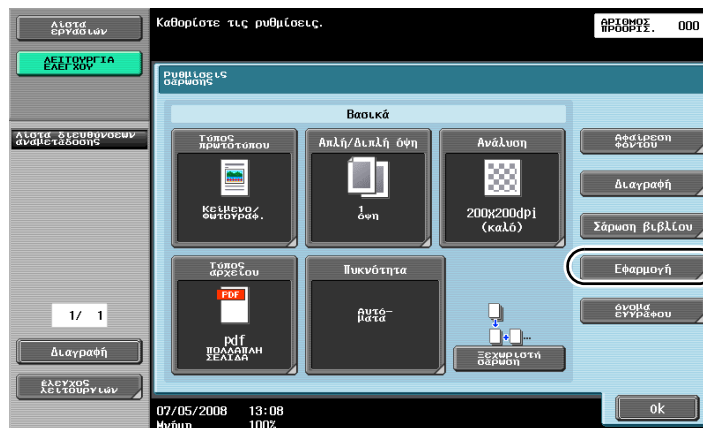 Λίστα
εργασιών
Καθορίστε τις ρυθμίσεις.
ΑΡΙΘΜΟΣ
ΠΡΟΟΡΙΣ.
000
ΛΕΙΤΟΥΡΓΙΑ
ΕΛΕΓΧΟΥ
Ρυθμίσεις
σάρωσης
Βασικά
Λίστα διευθύνσεων
αναμετάδοσης
Τύπος
πρωτοτύπου
Απλή/Διπλή όψη
Ανάλυση
Αφαίρεση
φόντου
Διαγραφή
Κείμενο/
Φωτογράφ.
1
όψη
200X200dpi
(καλό)
Σάρωση βιβλίου
Τύπος
αρχείου
Πυκνότητα
Εφαρμογή
PDF
Αυτό-
ματα
όνομα
εγγράφου
1/ 1
pdf
ΠΟΛΛΑΠΛΗ
ΣΕΛΙΔΑ
Διαγραφή
Ξεχωριστή
σάρωση
έλεγχος
λειτουργιών
07/05/2008 13:08
Μνήμη 100%
ok